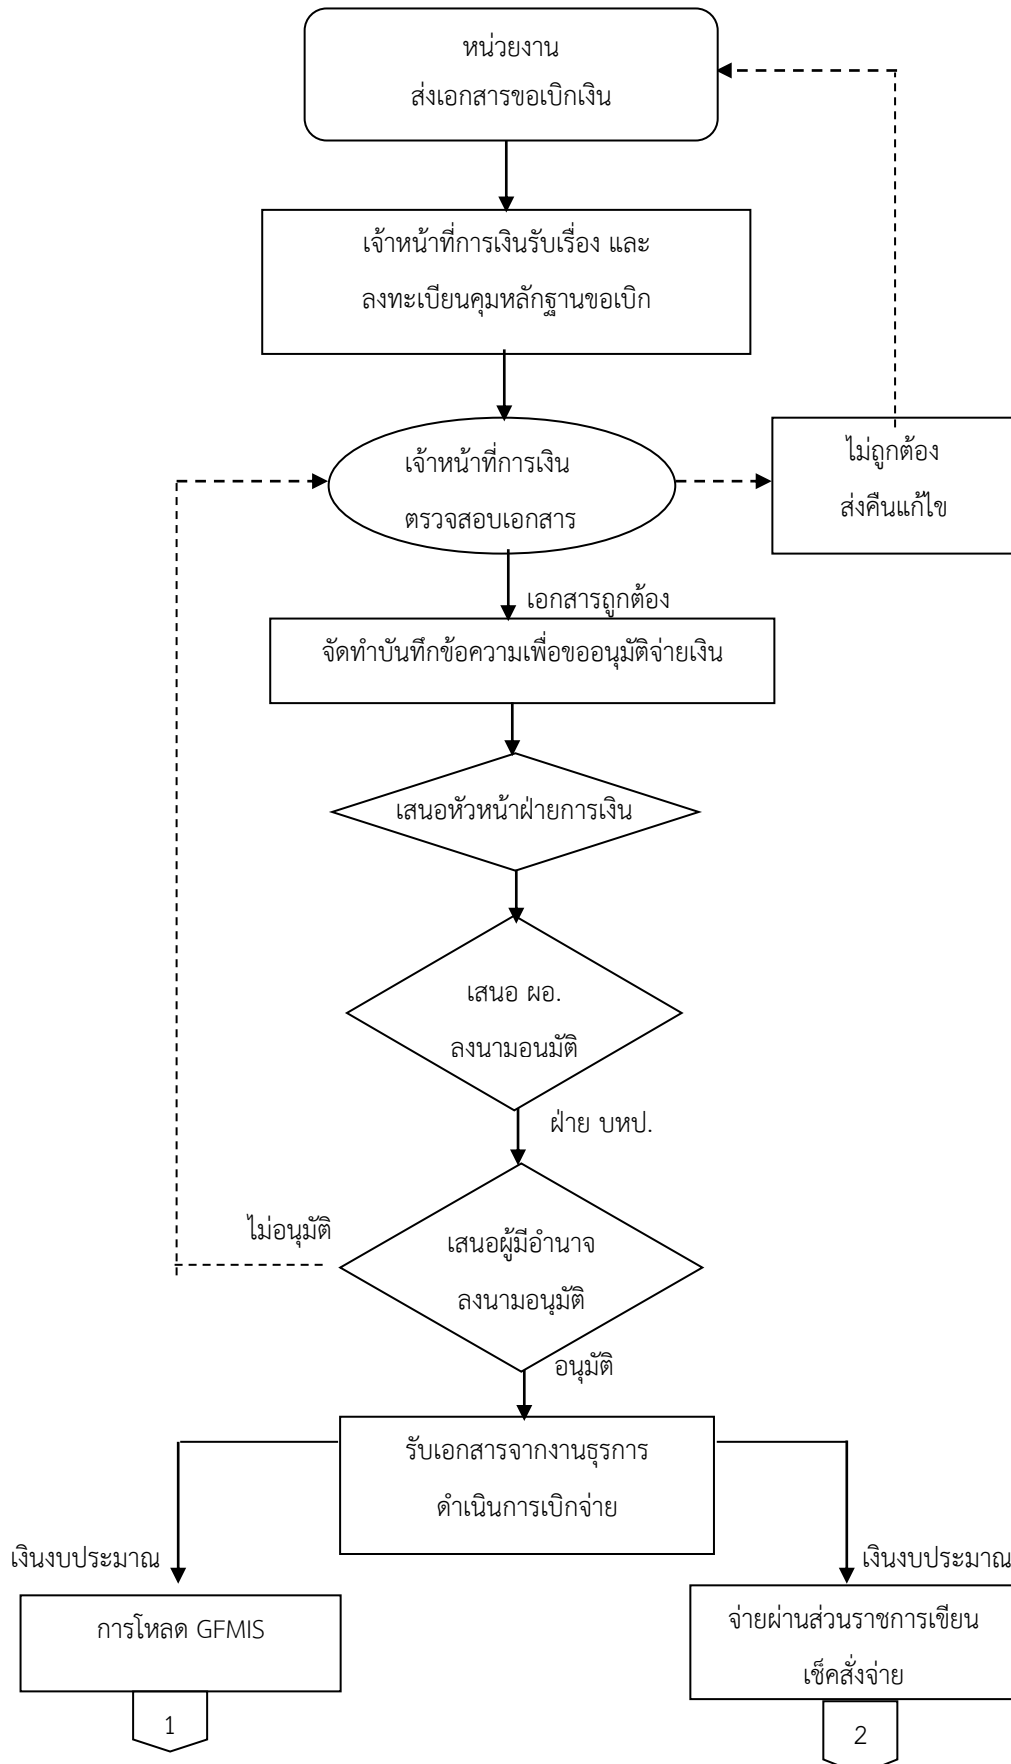 หน่วยงาน
ส่งเอกสารขอเบิกเงิน
เจ้าหน้าที่การเงินรับเรื่อง และ
ลงทะเบียนคุมหลักฐานขอเบิก
เจ้าหน้าที่การเงิน
ตรวจสอบเอกสาร
ไม่ถูกต้อง
ส่งคืนแก้ไข
เอกสารถูกต้อง
จัดทำบันทึกข้อความเพื่อขออนุมัติจ่ายเงิน
เสนอหัวหน้าฝ่ายการเงิน
เสนอ ผอ.
ลงนามอนมัติ
ฝ่าย บหป.
ไม่อนุมัติ
เสนอผู้มีอำนาจ
ลงนามอนุมัติ
อนุมัติ
รับเอกสารจากงานธุรการ
ดำเนินการเบิกจ่าย
เงินงบประมาณ
เงินงบประมาณ
การโหลด GFMIS
จ่ายผ่านส่วนราชการเขียน
เช็คสั่งจ่าย
1
2